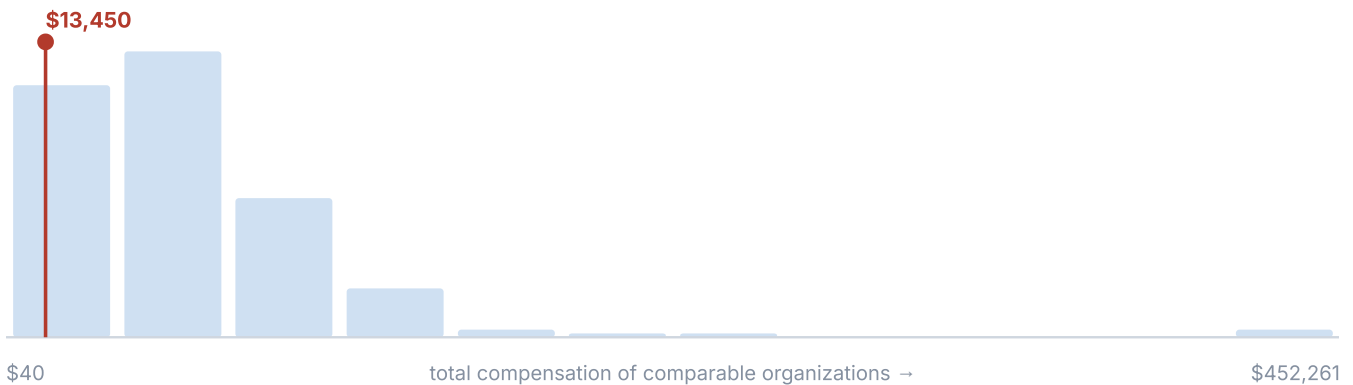 $13,450
$40
total compensation of comparable organizations →
$452,261